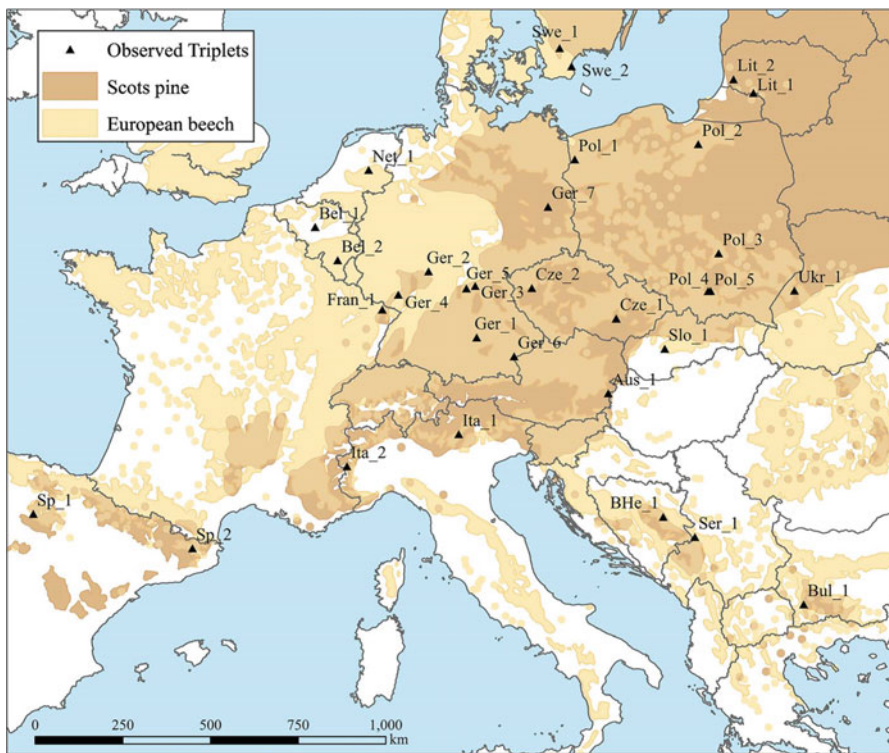 Observed Triplets
Scots pine
European beech
Swe_1
Swe_2
Lit_2
Lit_1
Pol_2
Pol_1
Net_1
Ger_7
Bel_1
Bel_2
Pol_3
Ger_2
Ger_5
Cze_2
Pol_4
Pol_5
Ukr_1
Ger_3
Fran_1
Ger_4
Cze_1
Ger_1
Slo_1
Ger_6
Aus_1
Ita_1
Ita_2
Sp_1
BHe_1
Ser_1
Sp_2
Bul_1
0 250 500 750 1,000
km